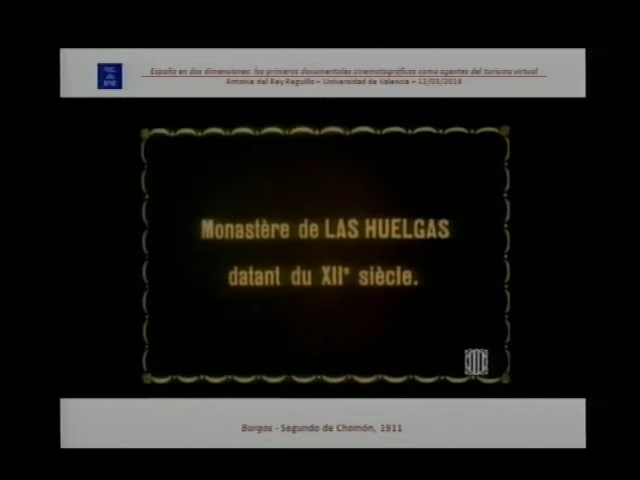 España en dos dimensiones: los primeros documentales cinematográficos como agentes del turismo virtual
Antonia del Rey Reguillo – Universidad de Valencia – 12/03/2014
Monastère de LAS HUELGAS
datant du XIIe siècle.
Burgos - Segundo de Chomón, 1911